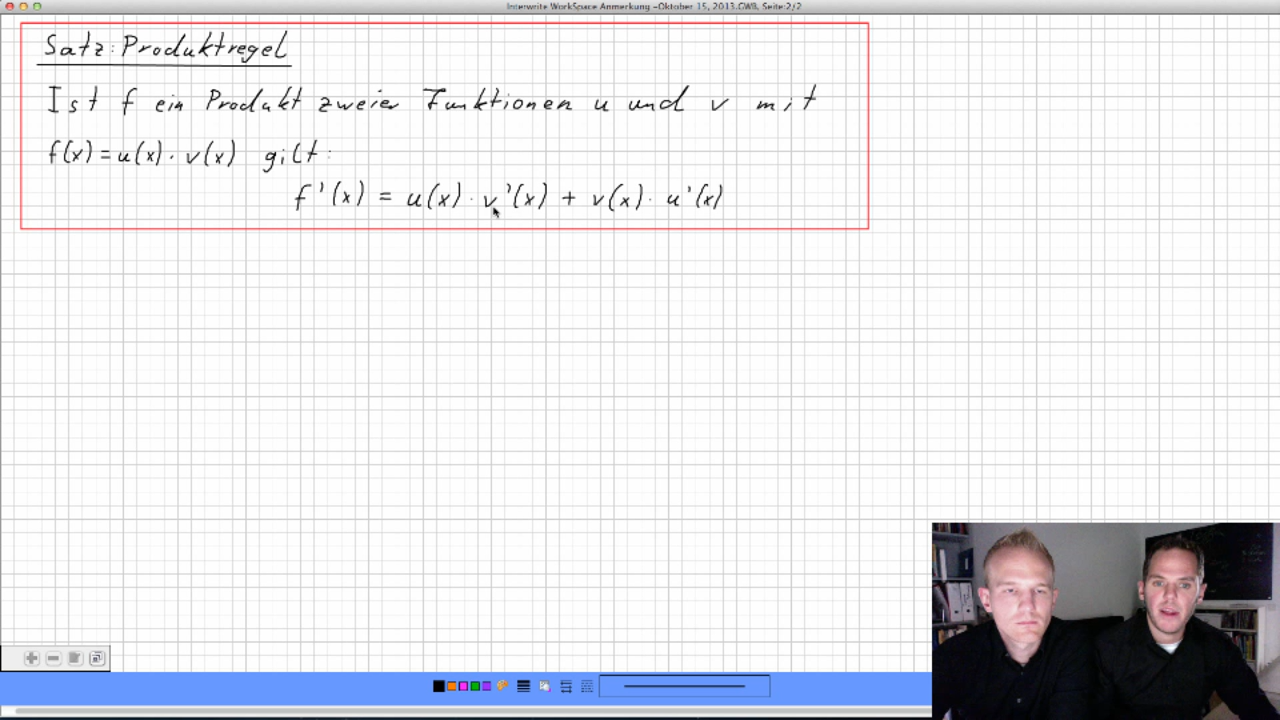 Interwrite WorkSpace Anmerkung -Oktober 15, 2013.GWB, Seite:2/2
Satz: Produktregel
Ist f ein Produkt zweier Funktionen u und v mit
f(x) = u(x) · v(x) gilt:
f'(x) = u(x) · v'(x) + v(x) · u'(x)